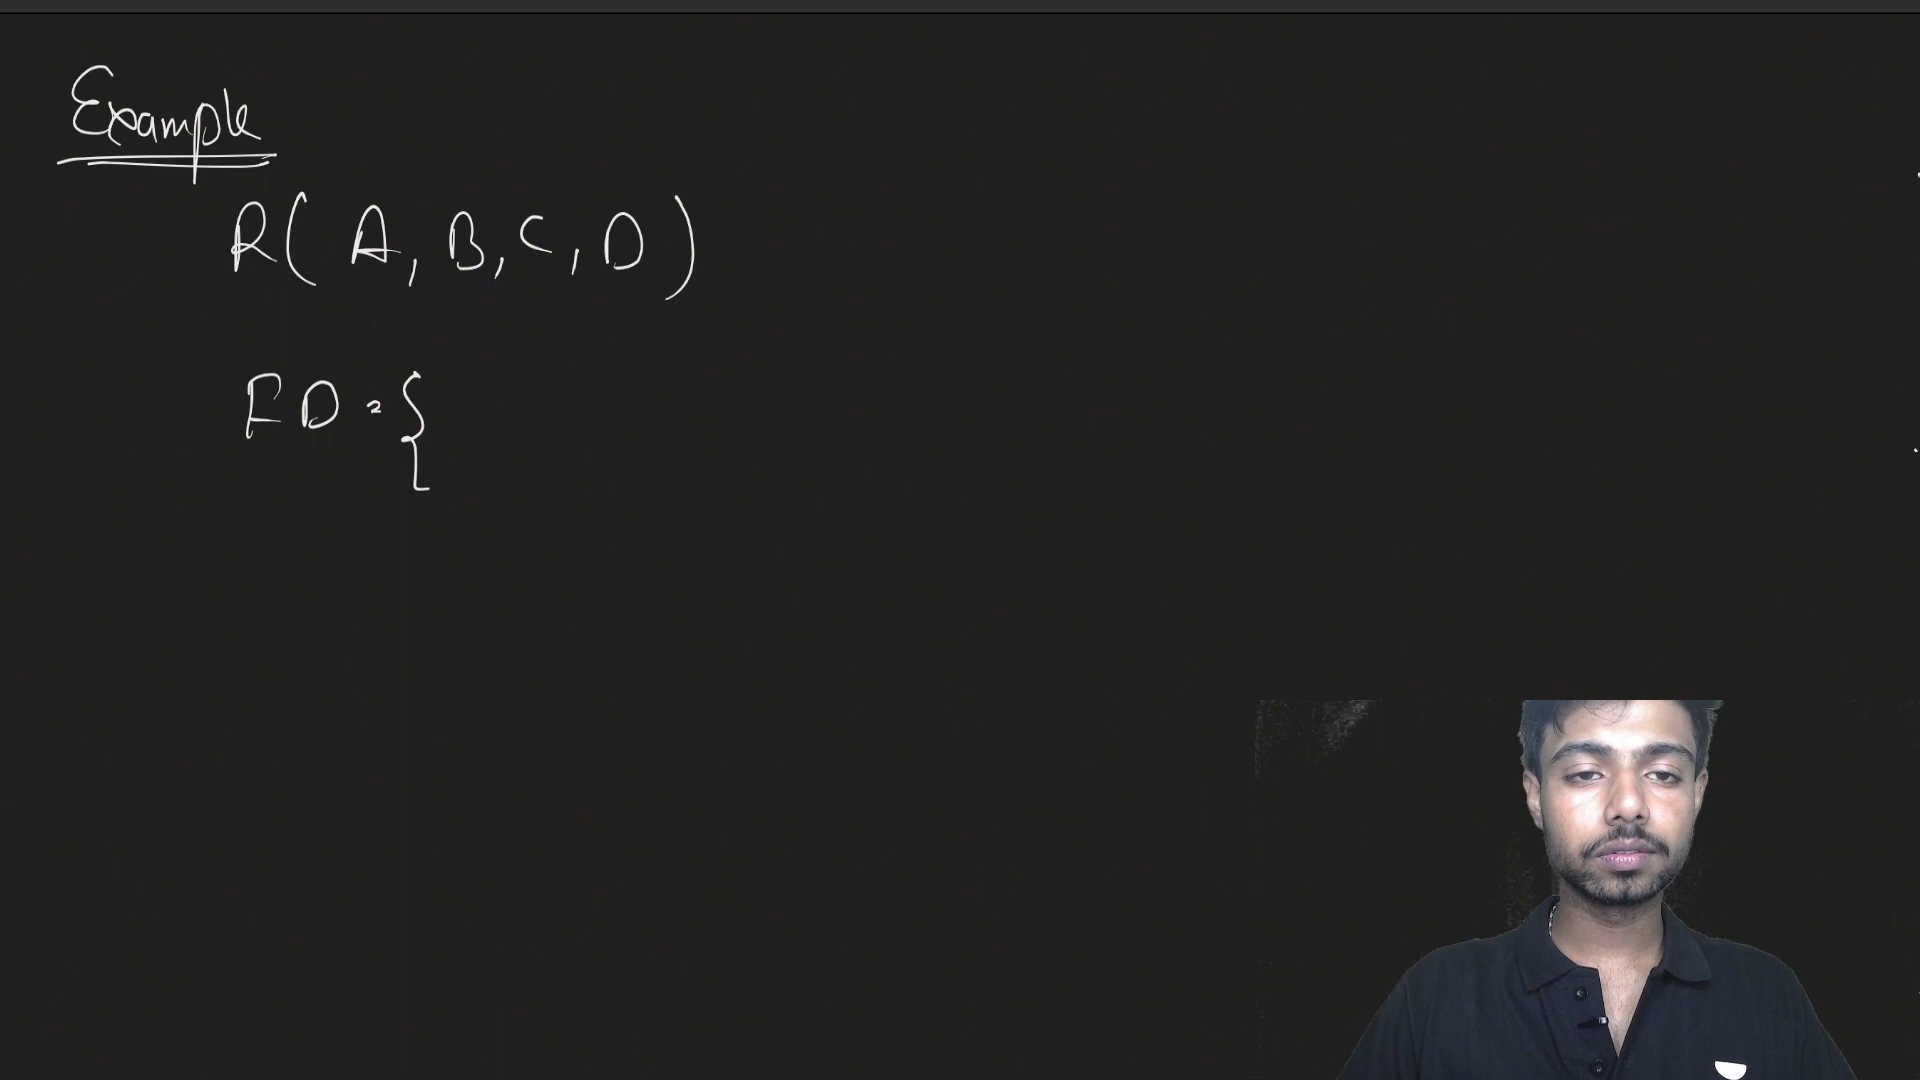 Example
R( A, B, C, D )
FD = {